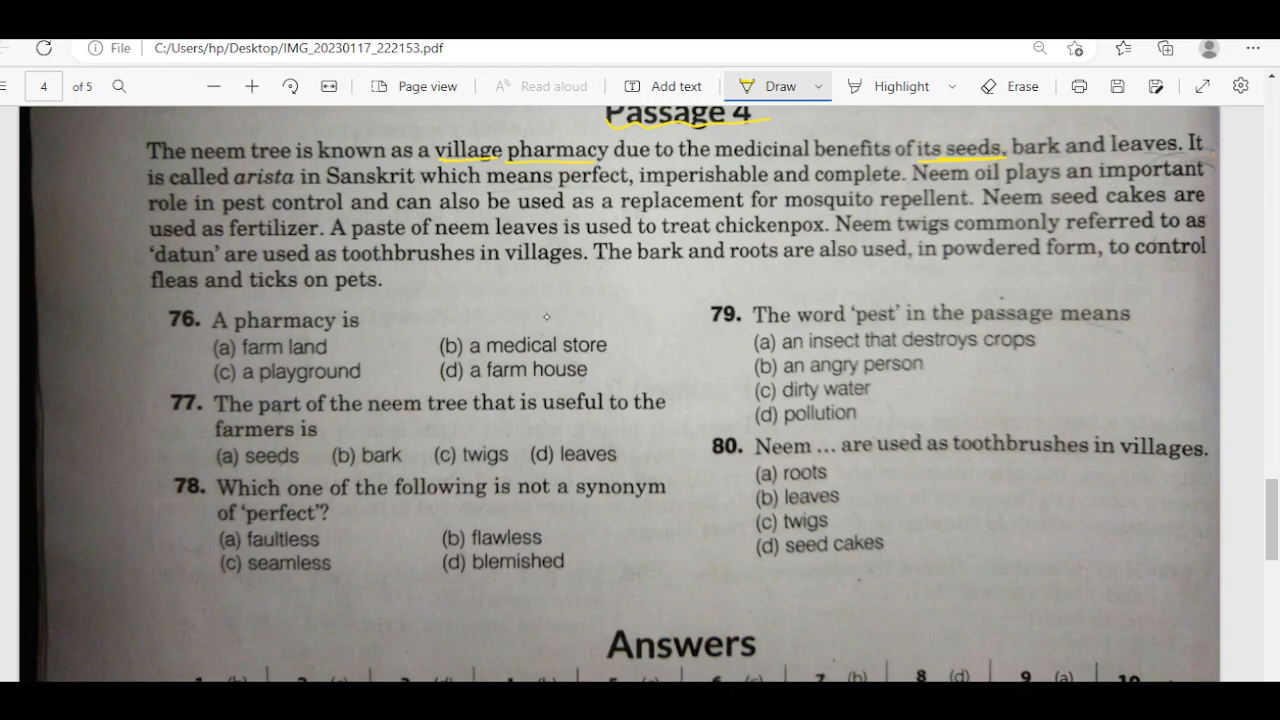 File
C:/Users/hp/Desktop/IMG_20230117_222153.pdf
4 of 5
Page view
Read aloud
Add text
Draw
Highlight
Erase
Passage 4
The neem tree is known as a village pharmacy due to the medicinal benefits of its seeds, bark and leaves. It
is called arista in Sanskrit which means perfect, imperishable and complete. Neem oil plays an important
role in pest control and can also be used as a replacement for mosquito repellent. Neem seed cakes are
used as fertilizer. A paste of neem leaves is used to treat chickenpox. Neem twigs commonly referred to as
‘datun’ are used as toothbrushes in villages. The bark and roots are also used, in powdered form, to control
fleas and ticks on pets.
76. A pharmacy is
(a) farm land (b) a medical store
(c) a playground (d) a farm house
77. The part of the neem tree that is useful to the
farmers is
(a) seeds (b) bark (c) twigs (d) leaves
78. Which one of the following is not a synonym
of ‘perfect’?
(a) faultless (b) flawless
(c) seamless (d) blemished
79. The word ‘pest’ in the passage means
(a) an insect that destroys crops
(b) an angry person
(c) dirty water
(d) pollution
80. Neem ... are used as toothbrushes in villages.
(a) roots
(b) leaves
(c) twigs
(d) seed cakes
Answers
7 (b) 8 (d) 9 (a) 10